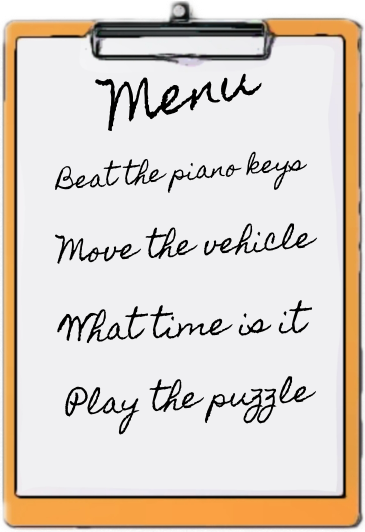 Menu
Beat the piano keys
Move the vehicle
What time is it
Play the puzzle